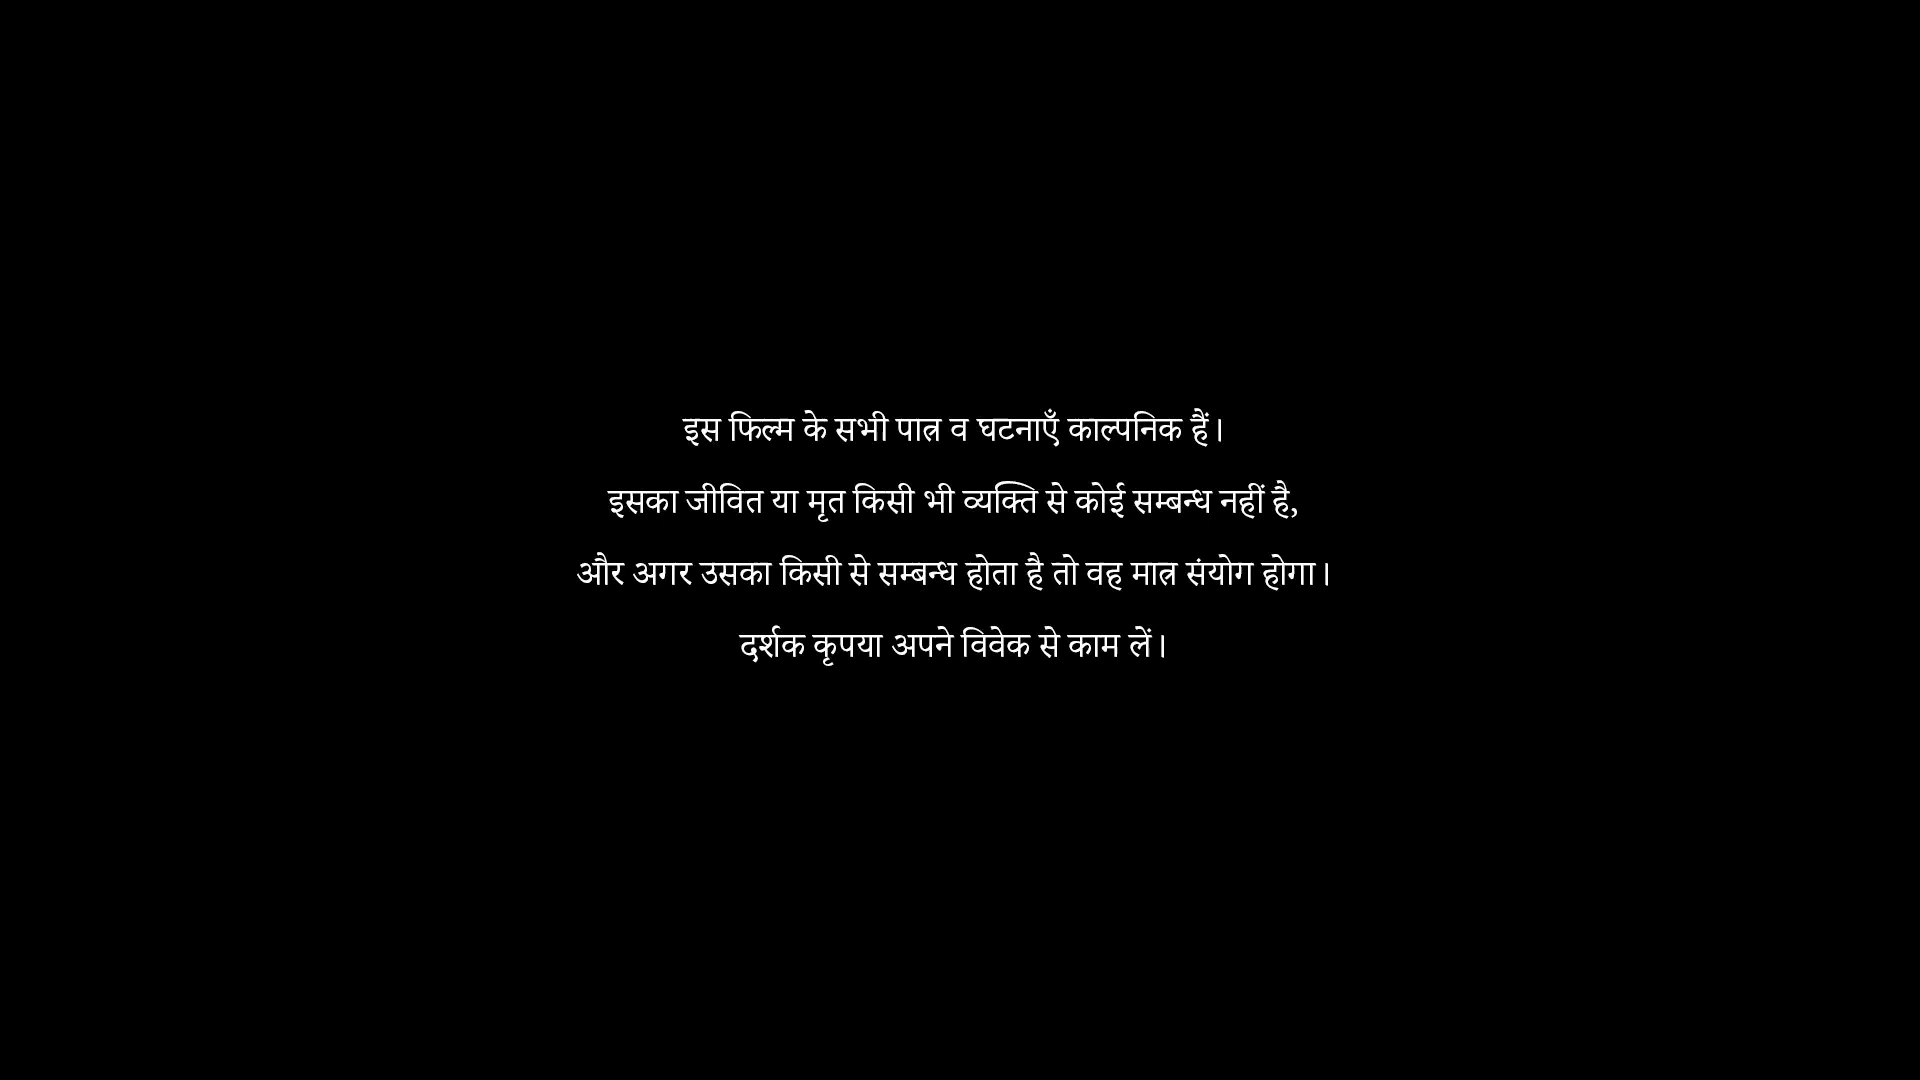 इस फिल्म के सभी पात्र व घटनाएँ काल्पनिक हैं।
इसका जीवित या मृत किसी भी व्यक्ति से कोई सम्बन्ध नहीं है,
और अगर उसका किसी से सम्बन्ध होता है तो वह मात्र संयोग होगा।
दर्शक कृपया अपने विवेक से काम लें।